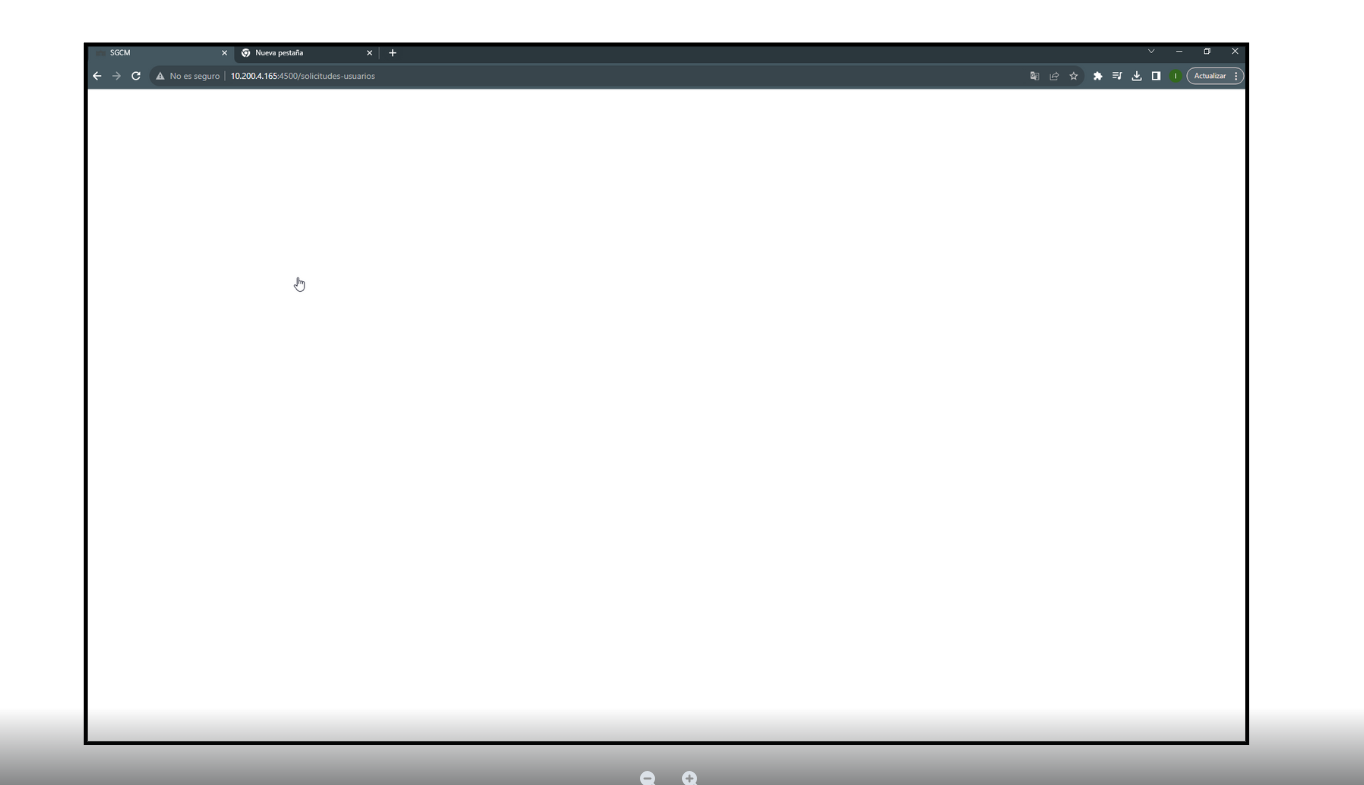 SGCM
Nueva pestaña
No es seguro | 10.200.4.165:4500/solicitudes-usuarios
I
Actualizar